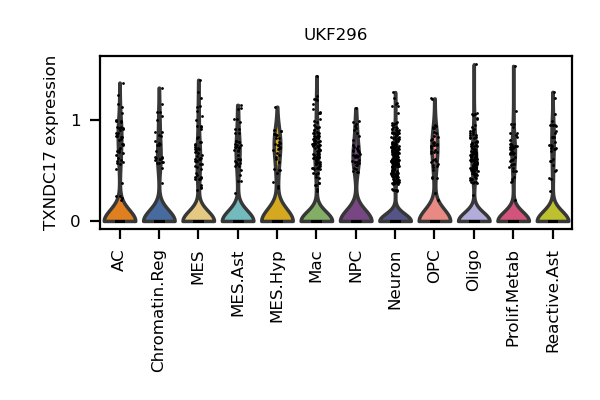 UKF296
TXNDC17 expression
1
0
AC
Chromatin.Reg
MES
MES.Ast
MES.Hyp
Mac
NPC
Neuron
OPC
Oligo
Prolif.Metab
Reactive.Ast